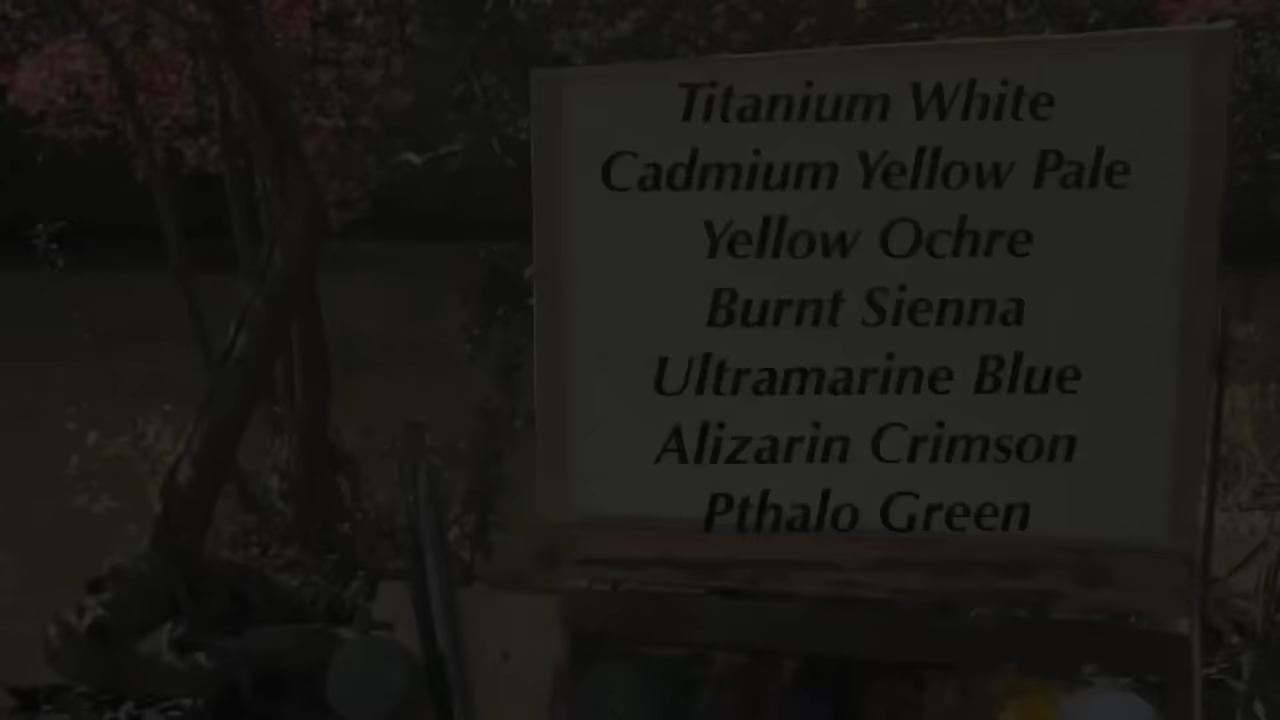 Titanium White
Cadmium Yellow Pale
Yellow Ochre
Burnt Sienna
Ultramarine Blue
Alizarin Crimson
Pthalo Green